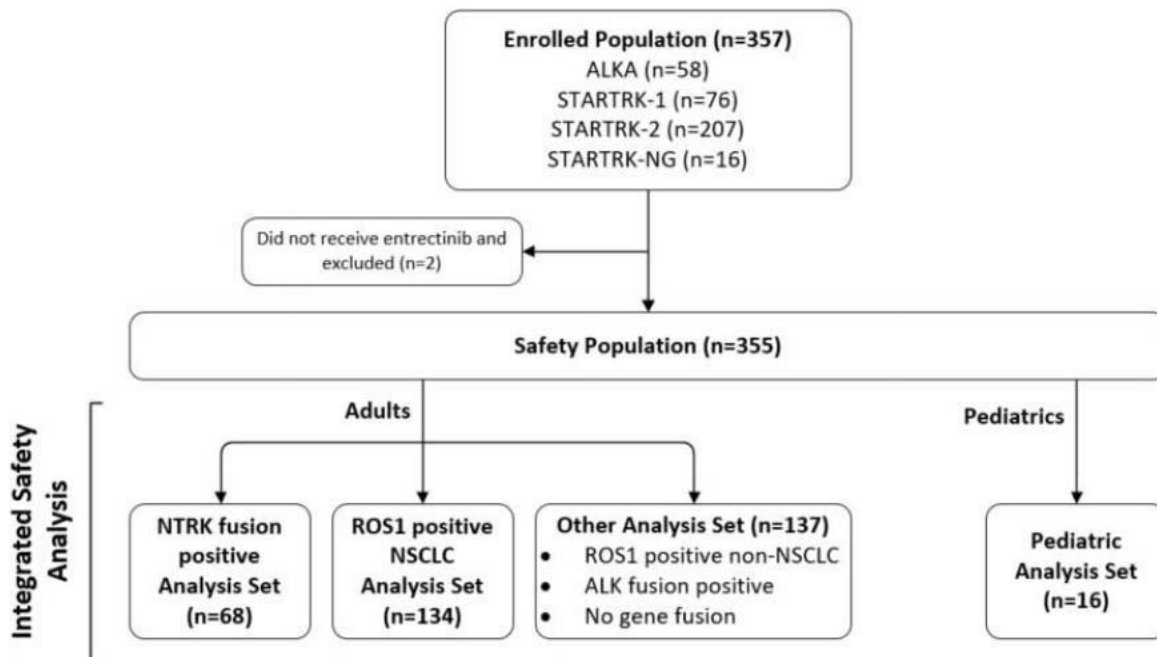 Enrolled Population (n=357)
ALKA (n=58)
STARTRK-1 (n=76)
STARTRK-2 (n=207)
STARTRK-NG (n=16)
Did not receive entrectinib and
excluded (n=2)
Safety Population (n=355)
Integrated Safety
Analysis
Adults
Pediatrics
NTRK fusion
positive
Analysis Set
(n=68)
ROS1 positive
NSCLC
Analysis Set
(n=134)
Other Analysis Set (n=137)
• ROS1 positive non-NSCLC
• ALK fusion positive
• No gene fusion
Pediatric
Analysis Set
(n=16)